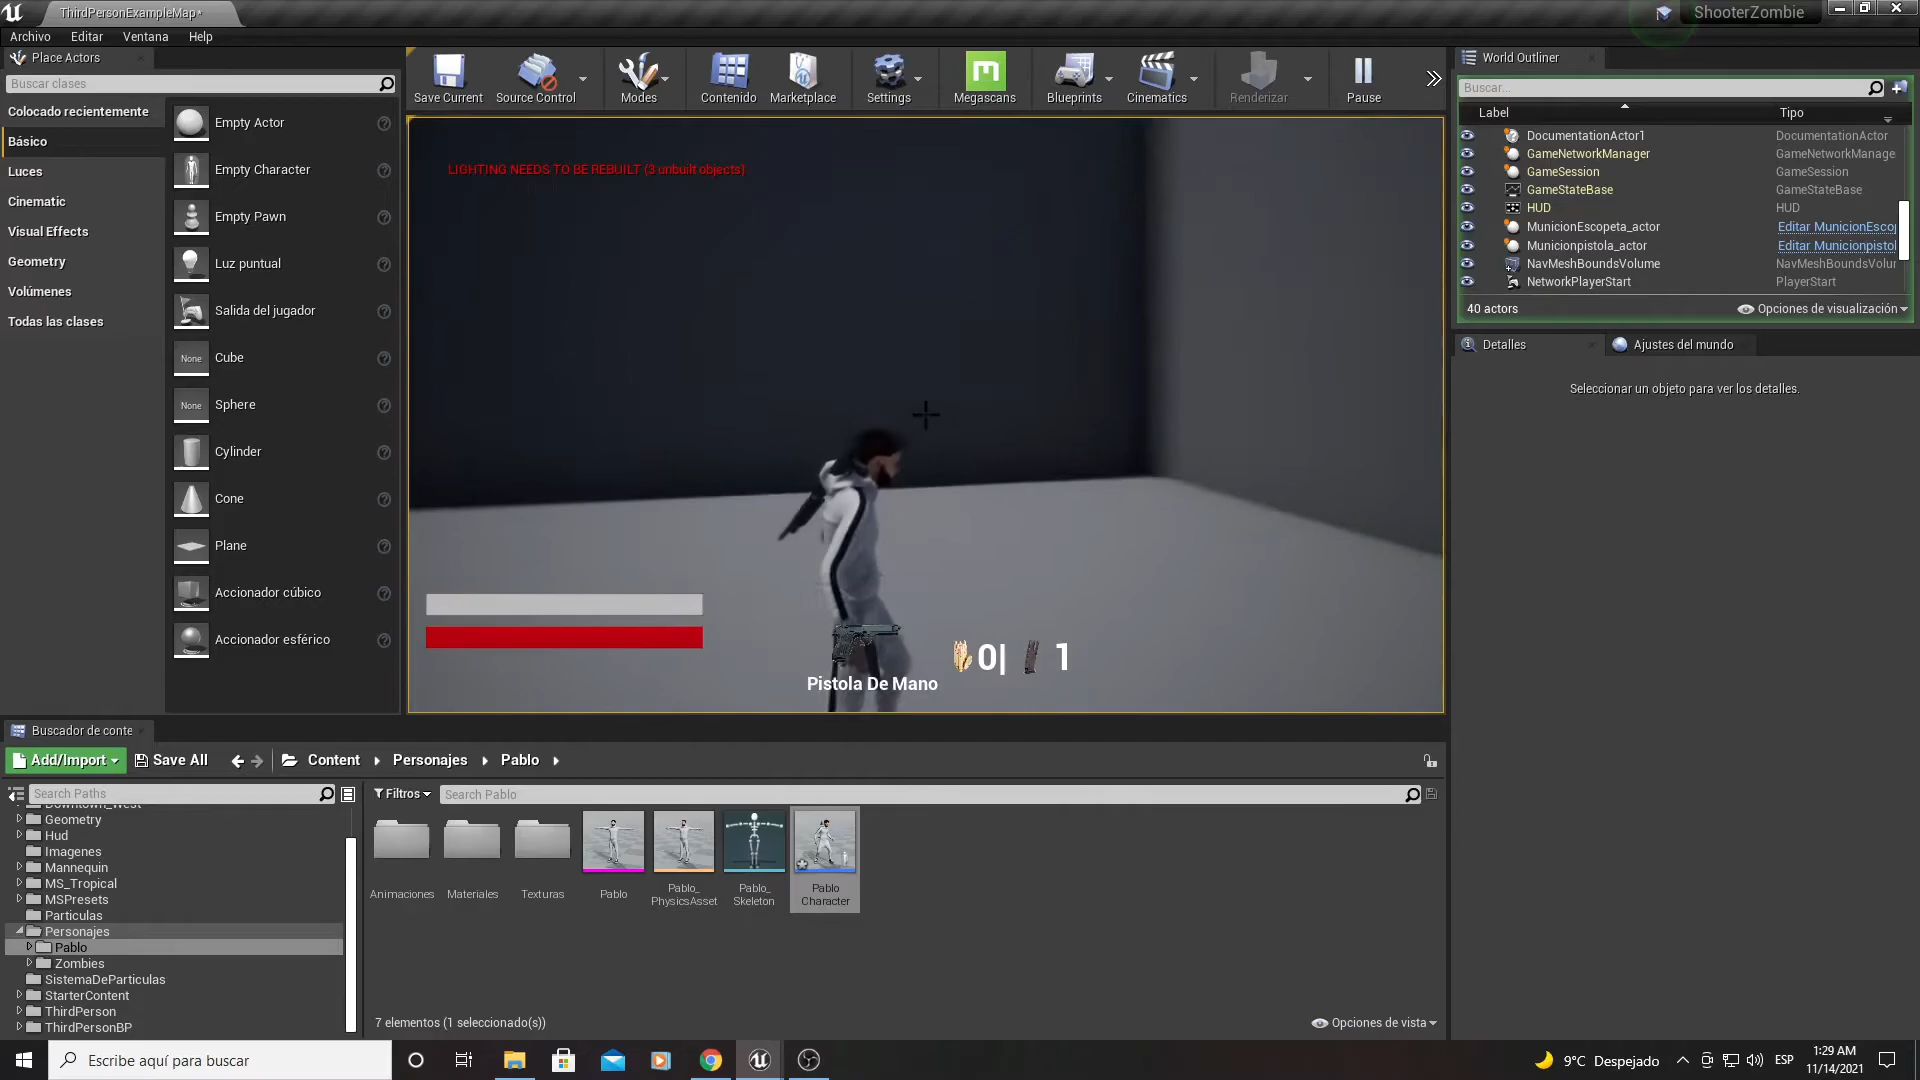 ThirdPersonExampleMap*
ShooterZombie
Archivo Editar Ventana Help
Place Actors
Buscar clases
Colocado recientemente
Básico
Luces
Cinematic
Visual Effects
Geometry
Volúmenes
Todas las clases
Empty Actor
Empty Character
Empty Pawn
Luz puntual
Salida del jugador
None Cube
None Sphere
Cylinder
Cone
Plane
Accionador cúbico
Accionador esférico
Save Current
Source Control
Modes
Contenido
Marketplace
Settings
Megascans
Blueprints
Cinematics
Renderizar
Pause
LIGHTING NEEDS TO BE REBUILT (3 unbuilt objects)
0| 1
Pistola De Mano
World Outliner
Buscar...
Label Tipo
DocumentationActor1 DocumentationActor
GameNetworkManager GameNetworkManage
GameSession GameSession
GameStateBase GameStateBase
HUD HUD
MunicionEscopeta_actor Editar MunicionEsco
Municionpistola_actor Editar Municionpistol
NavMeshBoundsVolume NavMeshBoundsVolur
NetworkPlayerStart PlayerStart
40 actors Opciones de visualización
Detalles Ajustes del mundo
Seleccionar un objeto para ver los detalles.
Buscador de conte
Add/Import Save All Content Personajes Pablo
Search Paths
Downtown_West
Geometry
Hud
Imagenes
Mannequin
MS_Tropical
MSPresets
Particulas
Personajes
Pablo
Zombies
SistemaDeParticulas
StarterContent
ThirdPerson
ThirdPersonBP
Filtros Search Pablo
Animaciones
Materiales
Texturas
Pablo
Pablo_
PhysicsAsset
Pablo_
Skeleton
Pablo
Character
7 elementos (1 seleccionado(s))
Opciones de vista
Escribe aquí para buscar
9°C Despejado
ESP
1:29 AM
11/14/2021